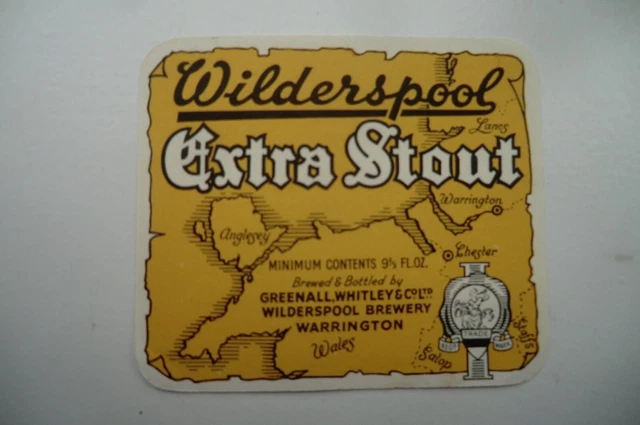 Wilderspool
Lancs
Extra Stout
Warrington
Anglesey
Chester
MINIMUM CONTENTS 9⅔ FL.OZ.
Brewed & Bottled by
GREENALL, WHITLEY & CO LTD
WILDERSPOOL BREWERY
WARRINGTON
Wales
TRADE
MARK
Salop
Staffs